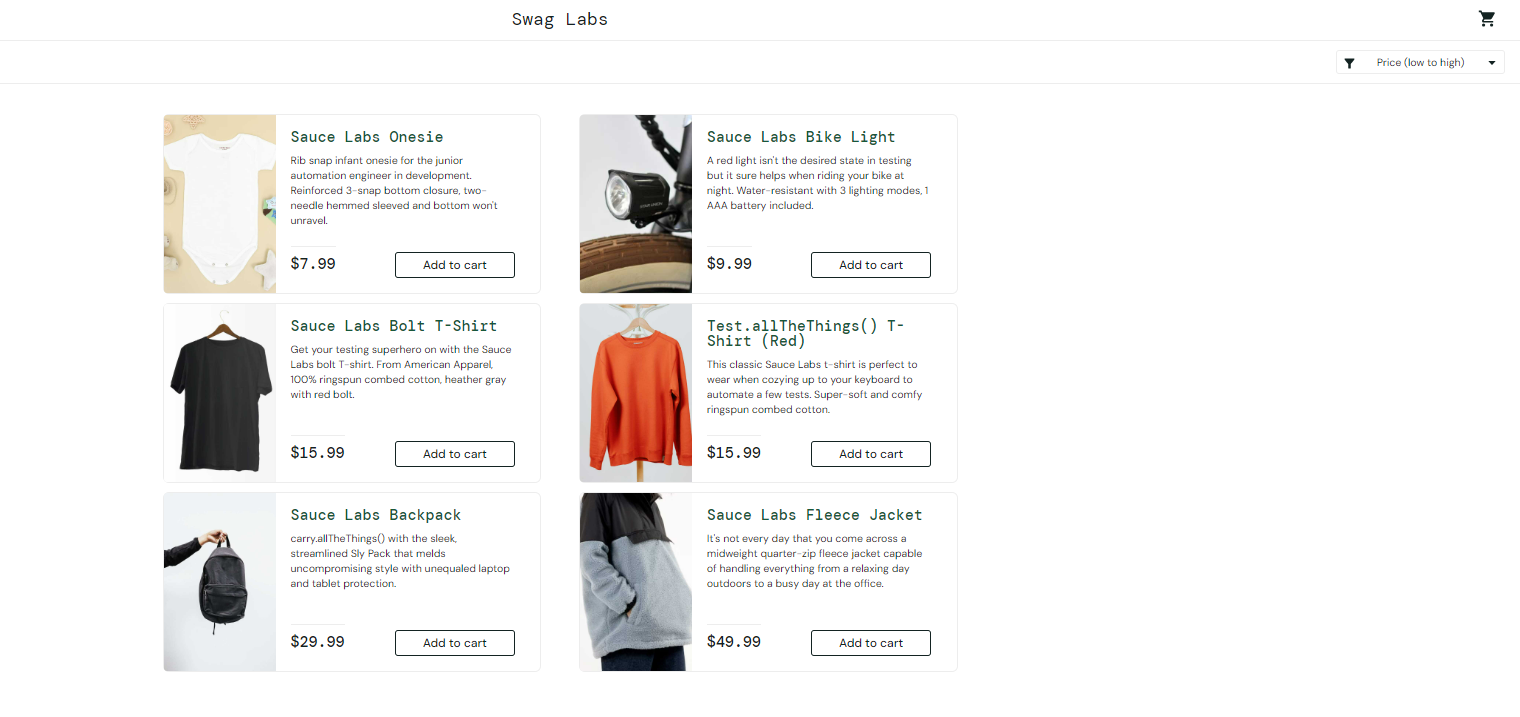 Swag Labs
Price (low to high)
Sauce Labs Onesie
Rib snap infant onesie for the junior
automation engineer in development.
Reinforced 3-snap bottom closure, two-
needle hemmed sleeved and bottom won't
unravel.
$7.99
Add to cart
Sauce Labs Bike Light
A red light isn't the desired state in testing
but it sure helps when riding your bike at
night. Water-resistant with 3 lighting modes, 1
AAA battery included.
$9.99
Add to cart
Sauce Labs Bolt T-Shirt
Get your testing superhero on with the Sauce
Labs bolt T-shirt. From American Apparel,
100% ringspun combed cotton, heather gray
with red bolt.
$15.99
Add to cart
Test.allTheThings() T-
Shirt (Red)
This classic Sauce Labs t-shirt is perfect to
wear when cozying up to your keyboard to
automate a few tests. Super-soft and comfy
ringspun combed cotton.
$15.99
Add to cart
Sauce Labs Backpack
carry.allTheThings() with the sleek,
streamlined Sly Pack that melds
uncompromising style with unequaled laptop
and tablet protection.
$29.99
Add to cart
Sauce Labs Fleece Jacket
It's not every day that you come across a
midweight quarter-zip fleece jacket capable
of handling everything from a relaxing day
outdoors to a busy day at the office.
$49.99
Add to cart